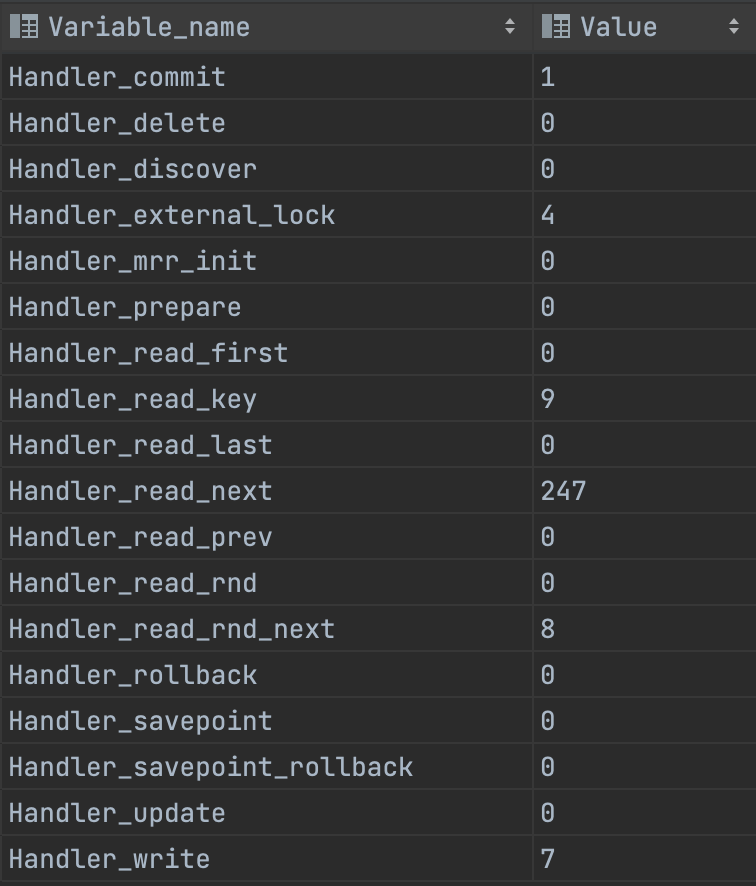 Variable_name Value
Handler_commit 1
Handler_delete 0
Handler_discover 0
Handler_external_lock 4
Handler_mrr_init 0
Handler_prepare 0
Handler_read_first 0
Handler_read_key 9
Handler_read_last 0
Handler_read_next 247
Handler_read_prev 0
Handler_read_rnd 0
Handler_read_rnd_next 8
Handler_rollback 0
Handler_savepoint 0
Handler_savepoint_rollback 0
Handler_update 0
Handler_write 7